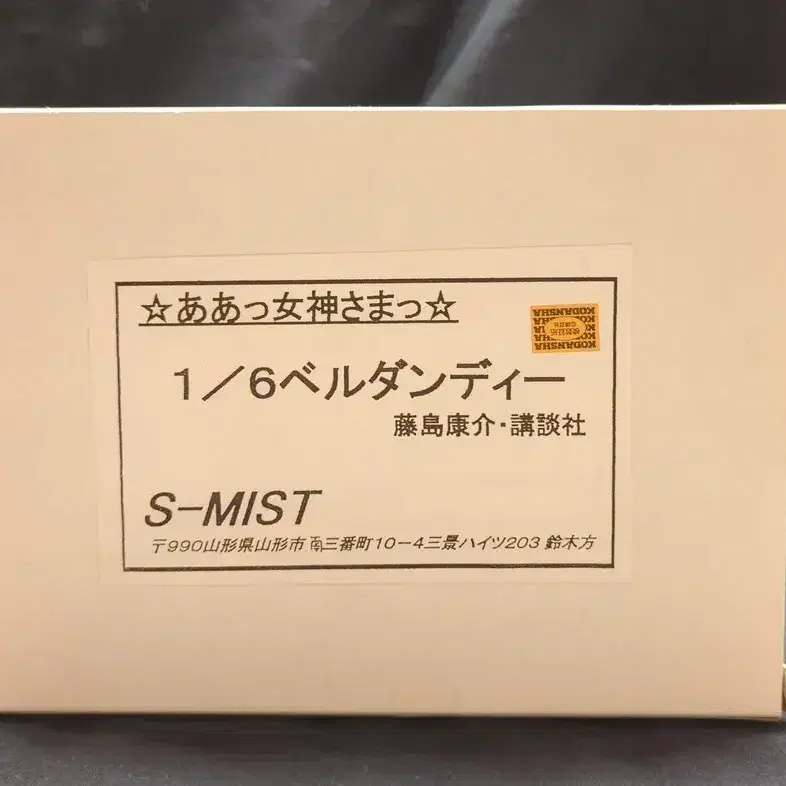 ☆ああっ女神さまっ☆
KODANSHA
KODANSHA
1／6ベルダンディー
藤島康介・講談社
S-MIST
〒990山形県山形市南三番町10-4三景ハイツ203 鈴木方